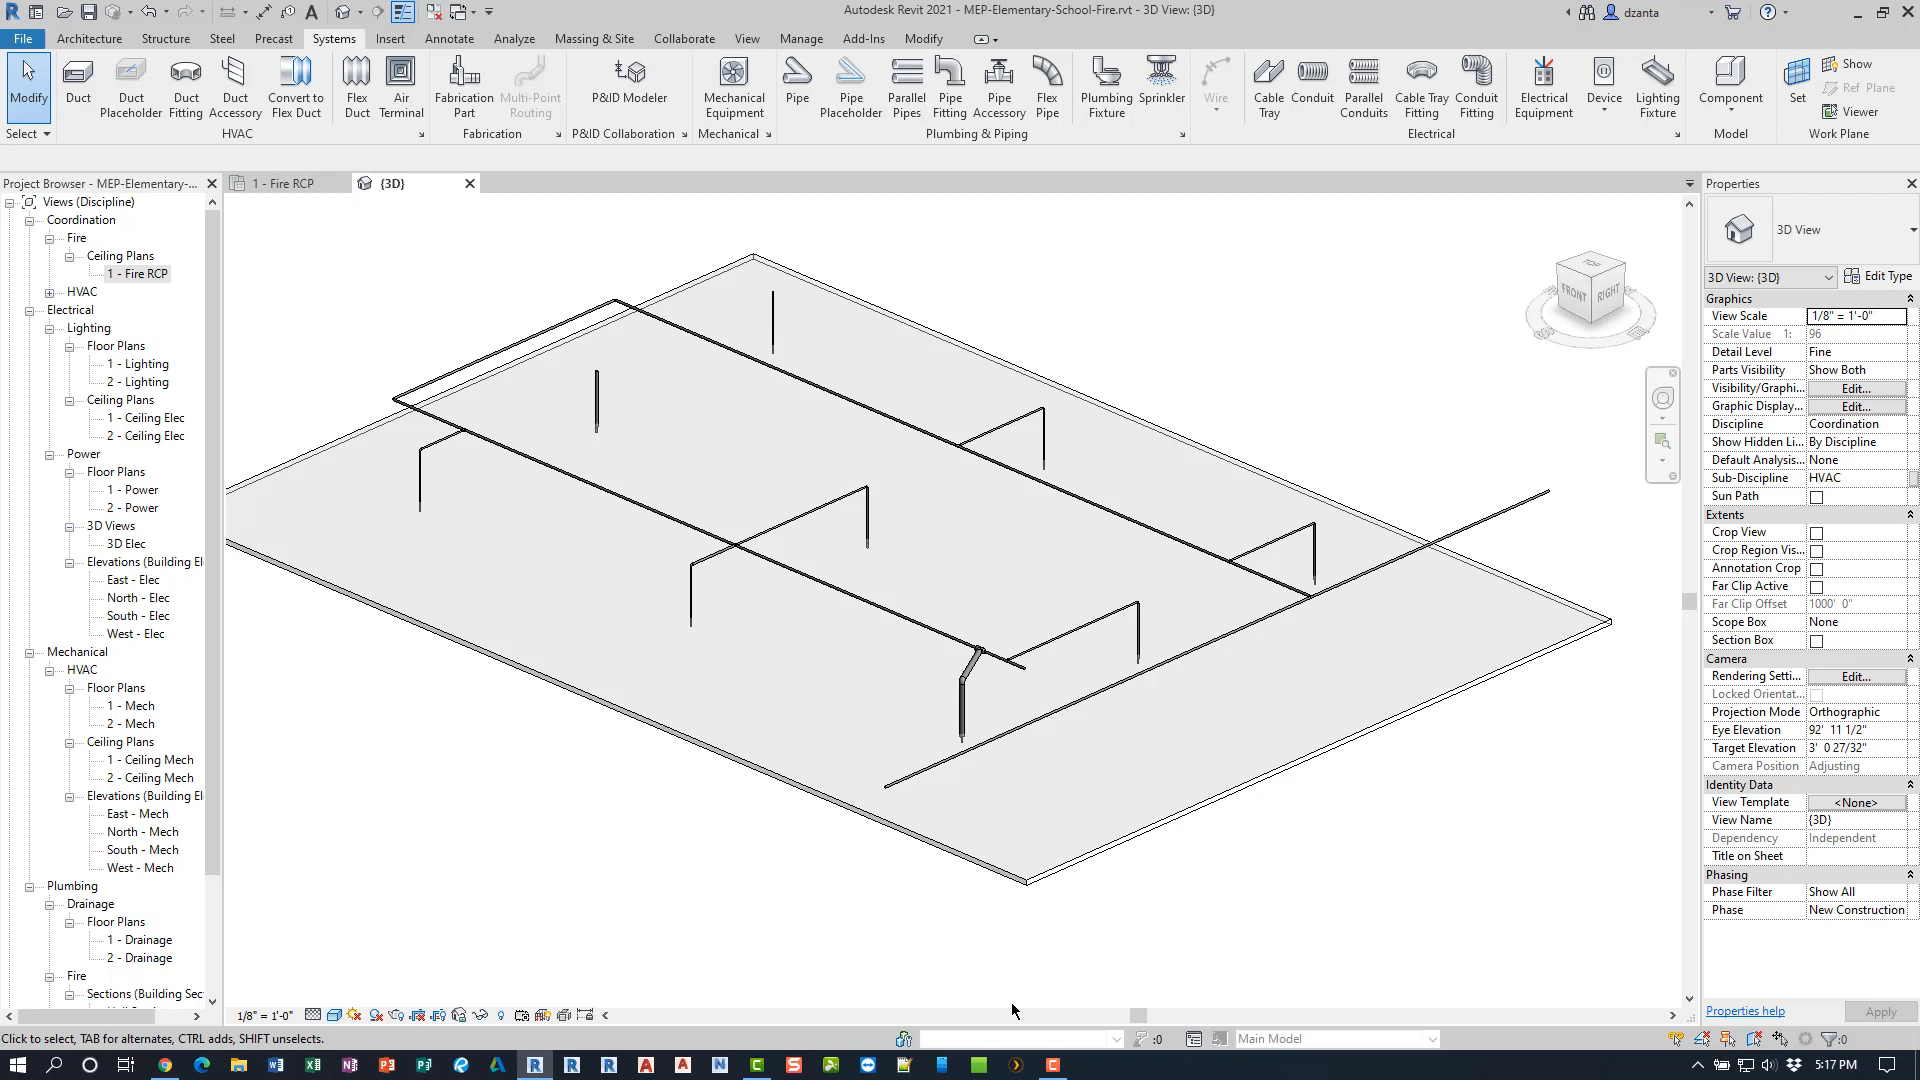 Autodesk Revit 2021 - MEP-Elementary-School-Fire.rvt - 3D View: {3D}
dzanta
File Architecture Structure Steel Precast Systems Insert Annotate Analyze Massing & Site Collaborate View Manage Add-Ins Modify
Modify
Duct
Duct Placeholder
Duct Fitting
Duct Accessory
Convert to Flex Duct
Flex Duct
Air Terminal
Fabrication Part
Multi-Point Routing
P&ID Modeler
Mechanical Equipment
Pipe
Pipe Placeholder
Parallel Pipes
Pipe Fitting
Pipe Accessory
Flex Pipe
Plumbing Fixture
Sprinkler
Wire
Cable Tray
Conduit
Parallel Conduits
Cable Tray Fitting
Conduit Fitting
Electrical Equipment
Device
Lighting Fixture
Component
Set
Show
Ref Plane
Viewer
Select HVAC Fabrication P&ID Collaboration Mechanical Plumbing & Piping Electrical Model Work Plane
Project Browser - MEP-Elementary-...
1 - Fire RCP
{3D}
Views (Discipline)
Coordination
Fire
Ceiling Plans
1 - Fire RCP
HVAC
Electrical
Lighting
Floor Plans
1 - Lighting
2 - Lighting
Ceiling Plans
1 - Ceiling Elec
2 - Ceiling Elec
Power
Floor Plans
1 - Power
2 - Power
3D Views
3D Elec
Elevations (Building El
East - Elec
North - Elec
South - Elec
West - Elec
Mechanical
HVAC
Floor Plans
1 - Mech
2 - Mech
Ceiling Plans
1 - Ceiling Mech
2 - Ceiling Mech
Elevations (Building El
East - Mech
North - Mech
South - Mech
West - Mech
Plumbing
Drainage
Floor Plans
1 - Drainage
2 - Drainage
Fire
Sections (Building Sec
TOP
FRONT
RIGHT
Properties
3D View
3D View: {3D} Edit Type
Graphics
View Scale 1/8" = 1'-0"
Scale Value 1: 96
Detail Level Fine
Parts Visibility Show Both
Visibility/Graphi... Edit...
Graphic Display... Edit...
Discipline Coordination
Show Hidden Li... By Discipline
Default Analysis... None
Sub-Discipline HVAC
Sun Path
Extents
Crop View
Crop Region Vis...
Annotation Crop
Far Clip Active
Far Clip Offset 1000' 0"
Scope Box None
Section Box
Camera
Rendering Setti... Edit...
Locked Orientat...
Projection Mode Orthographic
Eye Elevation 92' 11 1/2"
Target Elevation 3' 0 27/32"
Camera Position Adjusting
Identity Data
View Template <None>
View Name {3D}
Dependency Independent
Title on Sheet
Phasing
Phase Filter Show All
Phase New Construction
Properties help Apply
1/8" = 1'-0"
Click to select, TAB for alternates, CTRL adds, SHIFT unselects.
:0
Main Model
:0
5:17 PM